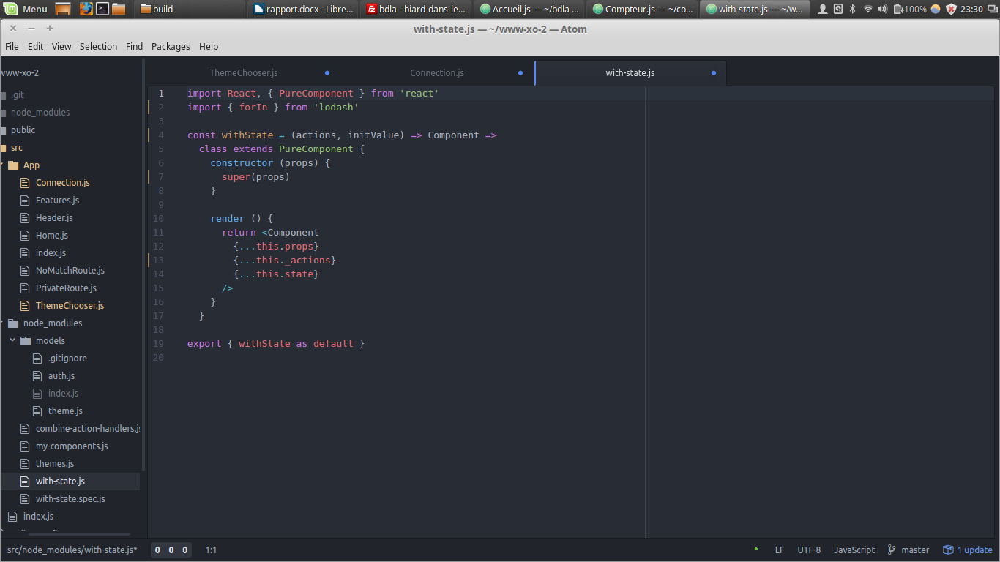 Menu
build
rapport.docx - Libre...
bdla - biard-dans-le...
Accueil.js — ~/bdla ...
Compteur.js — ~/co...
with-state.js — ~/w...
100%
23:30
with-state.js — ~/www-xo-2 — Atom
File Edit View Selection Find Packages Help
www-xo-2
.git
node_modules
public
src
App
Connection.js
Features.js
Header.js
Home.js
index.js
NoMatchRoute.js
PrivateRoute.js
ThemeChooser.js
node_modules
models
.gitignore
auth.js
index.js
theme.js
combine-action-handlers.js
my-components.js
themes.js
with-state.js
with-state.spec.js
index.js
ThemeChooser.js
Connection.js
with-state.js
1 import React, { PureComponent } from 'react'
2 import { forIn } from 'lodash'
3
4 const withState = (actions, initValue) => Component =>
5   class extends PureComponent {
6     constructor (props) {
7       super(props)
8     }
9
10     render () {
11       return <Component
12         {...this.props}
13         {...this._actions}
14         {...this.state}
15       />
16     }
17   }
18
19 export { withState as default }
20
src/node_modules/with-state.js*
0 0 0
1:1
LF
UTF-8
JavaScript
master
1 update